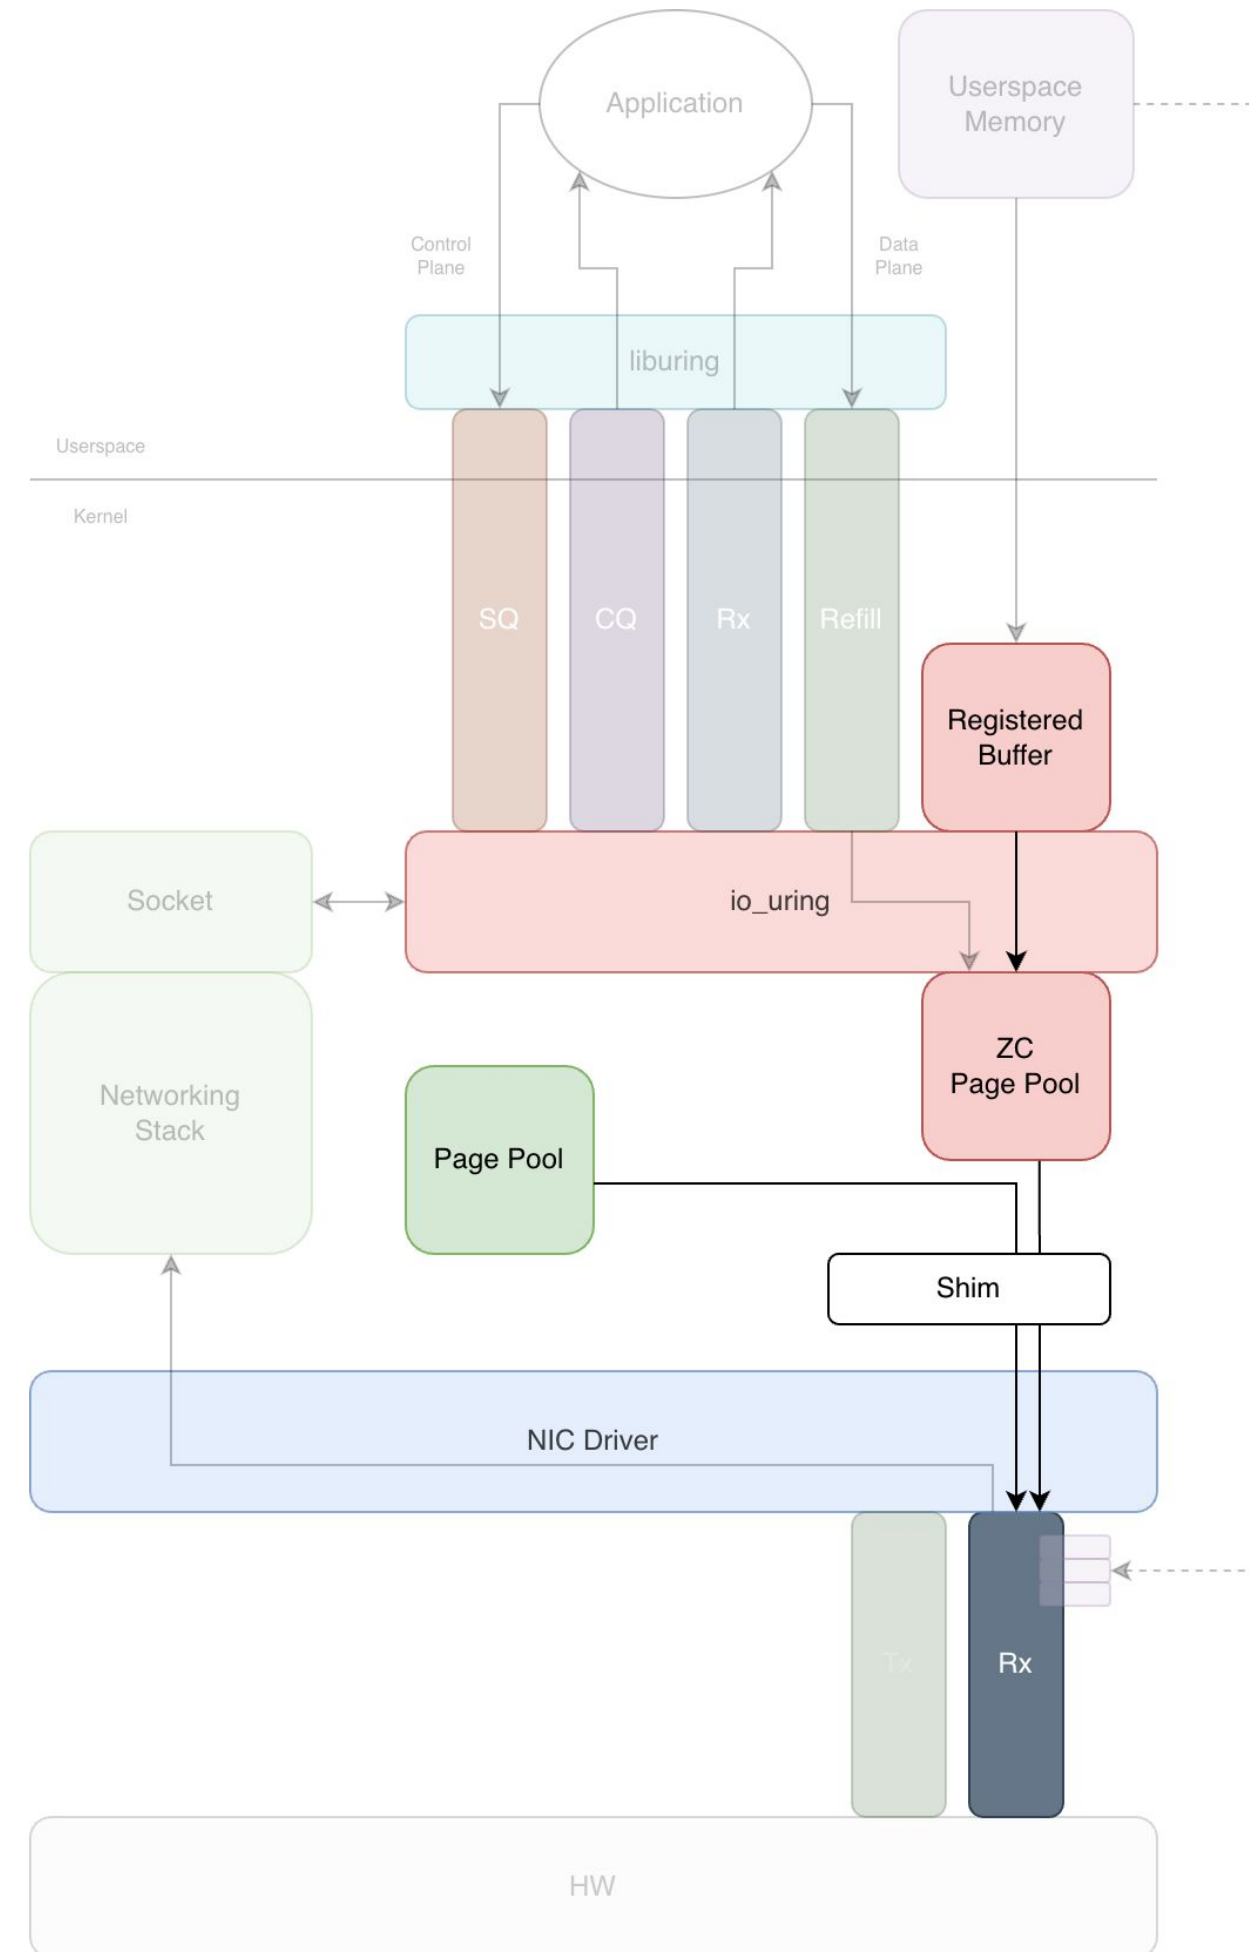 Application
Userspace
Memory
Control
Plane
Data
Plane
liburing
Userspace
Kernel
SQ
CQ
Rx
Refill
Registered
Buffer
Socket
io_uring
ZC
Page Pool
Networking
Stack
Page Pool
Shim
NIC Driver
Tx
Rx
HW